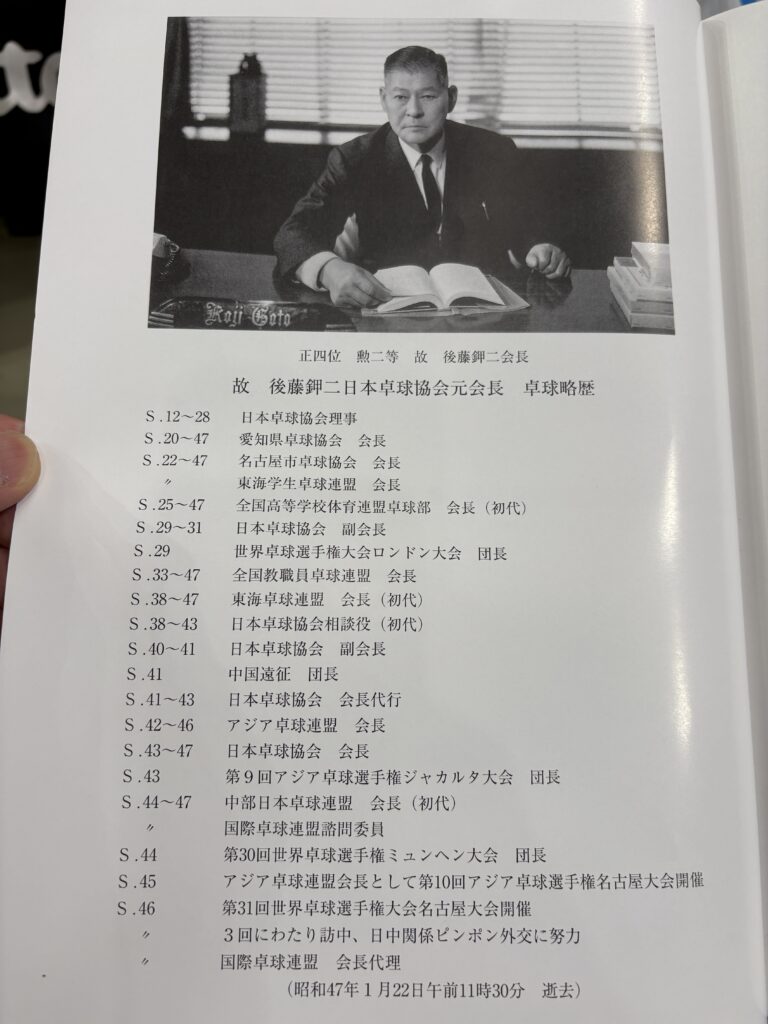 Koji Goto
正四位　勲二等　故　後藤鉀二会長
故　後藤鉀二日本卓球協会元会長　卓球略歴
S.12～28　日本卓球協会理事
S.20～47　愛知県卓球協会　会長
S.22～47　名古屋市卓球協会　会長
〃　東海学生卓球連盟　会長
S.25～47　全国高等学校体育連盟卓球部　会長（初代）
S.29～31　日本卓球協会　副会長
S.29　世界卓球選手権大会ロンドン大会　団長
S.33～47　全国教職員卓球連盟　会長
S.38～47　東海卓球連盟　会長（初代）
S.38～43　日本卓球協会相談役（初代）
S.40～41　日本卓球協会　副会長
S.41　中国遠征　団長
S.41～43　日本卓球協会　会長代行
S.42～46　アジア卓球連盟　会長
S.43～47　日本卓球協会　会長
S.43　第９回アジア卓球選手権ジャカルタ大会　団長
S.44～47　中部日本卓球連盟　会長（初代）
〃　国際卓球連盟諮問委員
S.44　第30回世界卓球選手権ミュンヘン大会　団長
S.45　アジア卓球連盟会長として第10回アジア卓球選手権名古屋大会開催
S.46　第31回世界卓球選手権大会名古屋大会開催
〃　３回にわたり訪中、日中関係ピンポン外交に努力
〃　国際卓球連盟　会長代理
（昭和47年１月22日午前11時30分　逝去）